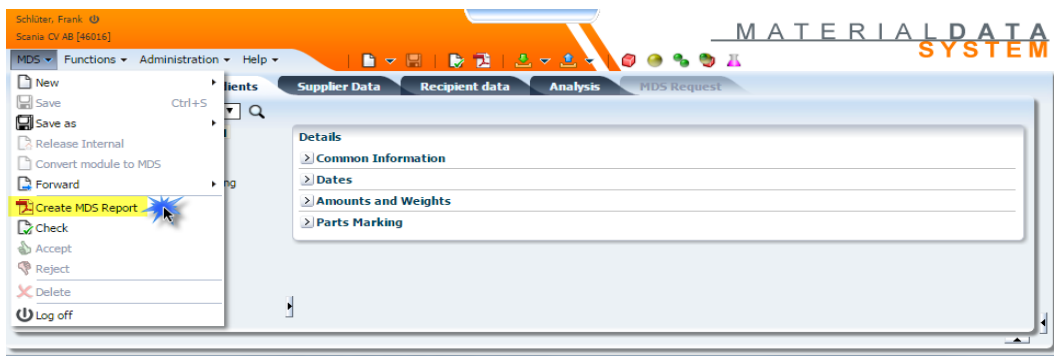 Schlüter, Frank
Scania CV AB [46016]
MATERIALDATA
SYSTEM
MDS Functions Administration Help
ients Supplier Data Recipient data Analysis MDS Request
New
Save Ctrl+S
Save as
Release Internal
Convert module to MDS
Forward
ng
Create MDS Report
Check
Accept
Reject
Delete
Log off
Details
Common Information
Dates
Amounts and Weights
Parts Marking